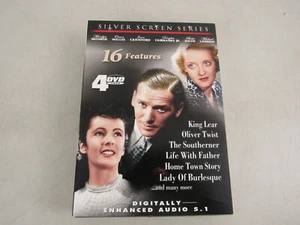 SILVER SCREEN SERIES
16 Features
4 DVD
King Lear
Oliver Twist
The Southerner
Life With Father
Home Town Story
Lady Of Burlesque
...and many more
DIGITALLY
ENHANCED AUDIO 5.1